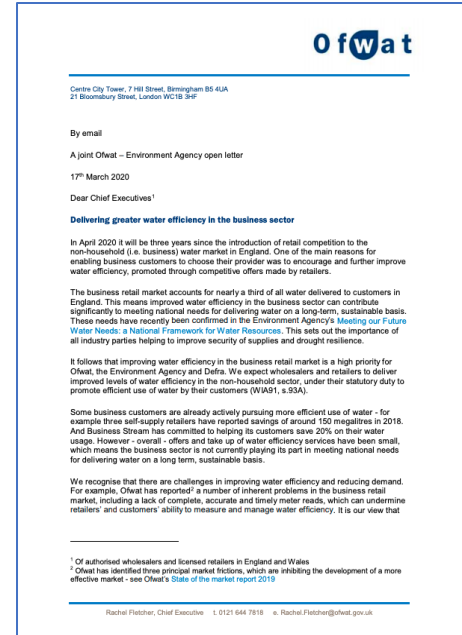 Ofwat
Centre City Tower, 7 Hill Street, Birmingham B5 4UA
21 Bloomsbury Street, London WC1B 3HF
By email
A joint Ofwat – Environment Agency open letter
17th March 2020
Dear Chief Executives1
Delivering greater water efficiency in the business sector
In April 2020 it will be three years since the introduction of retail competition to the
non-household (i.e. business) water market in England. One of the main reasons for
enabling business customers to choose their provider was to encourage and further improve
water efficiency, promoted through competitive offers made by retailers.
The business retail market accounts for nearly a third of all water delivered to customers in
England. This means improved water efficiency in the business sector can contribute
significantly to meeting national needs for delivering water on a long-term, sustainable basis.
These needs have recently been confirmed in the Environment Agency's Meeting our Future
Water Needs: a National Framework for Water Resources. This sets out the importance of
all industry parties helping to improve security of supplies and drought resilience.
It follows that improving water efficiency in the business retail market is a high priority for
Ofwat, the Environment Agency and Defra. We expect wholesalers and retailers to deliver
improved levels of water efficiency in the non-household sector, under their statutory duty to
promote efficient use of water by their customers (WIA91, s.93A).
Some business customers are already actively pursuing more efficient use of water - for
example three self-supply retailers have reported savings of around 150 megalitres in 2018.
And Business Stream has committed to helping its customers save 20% on their water
usage. However - overall - offers and take up of water efficiency services have been small,
which means the business sector is not currently playing its part in meeting national needs
for delivering water on a long term, sustainable basis.
We recognise that there are challenges in improving water efficiency and reducing demand.
For example, Ofwat has reported2 a number of inherent problems in the business retail
market, including a lack of complete, accurate and timely meter reads, which can undermine
retailers' and customers' ability to measure and manage water efficiency. It is our view that
1 Of authorised wholesalers and licensed retailers in England and Wales
2 Ofwat has identified three principal market frictions, which are inhibiting the development of a more
effective market - see Ofwat's State of the market report 2019
Rachel Fletcher, Chief Executive t. 0121 644 7818 e. Rachel.Fletcher@ofwat.gov.uk